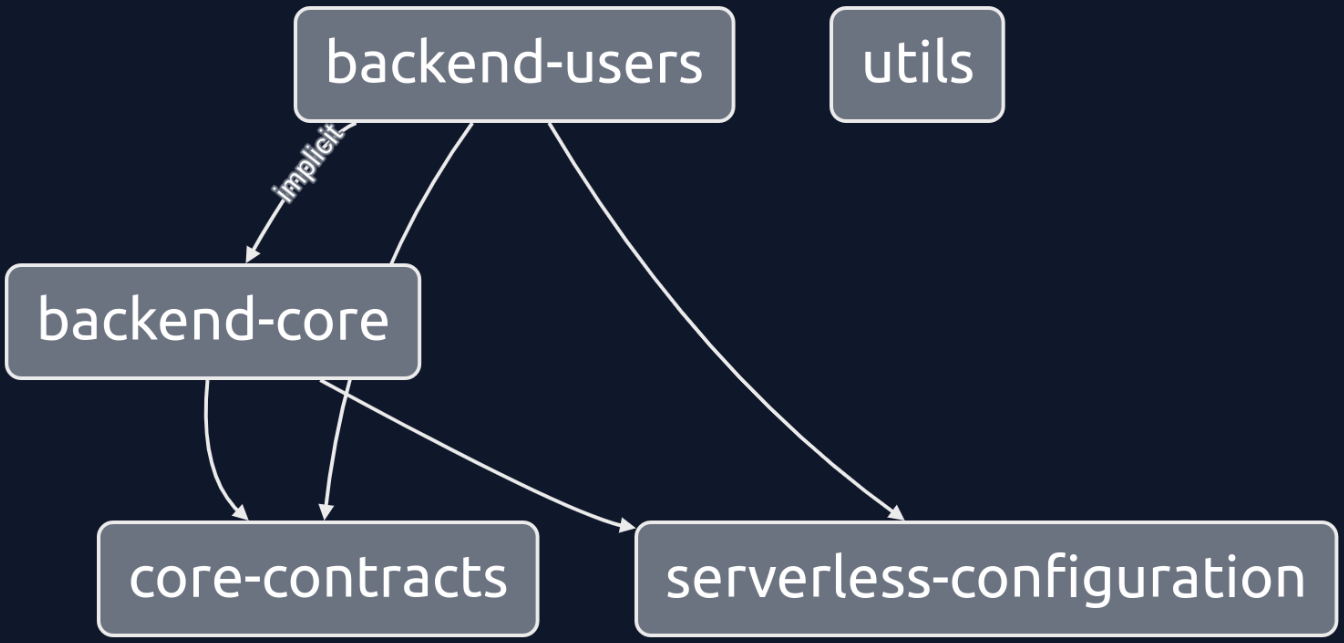 backend-users
utils
implicit
backend-core
core-contracts
serverless-configuration